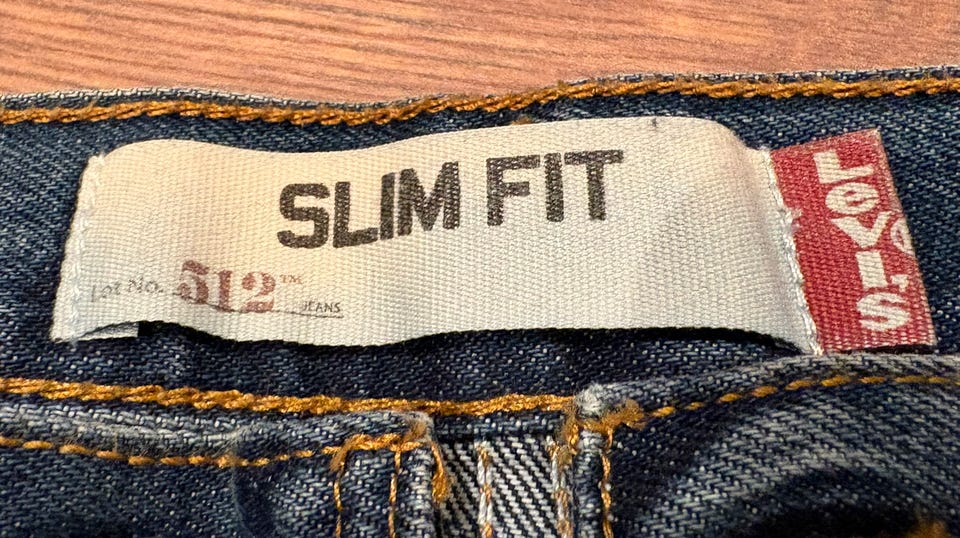 SLIM FIT
Lot No. 512™ JEANS
LeVi's